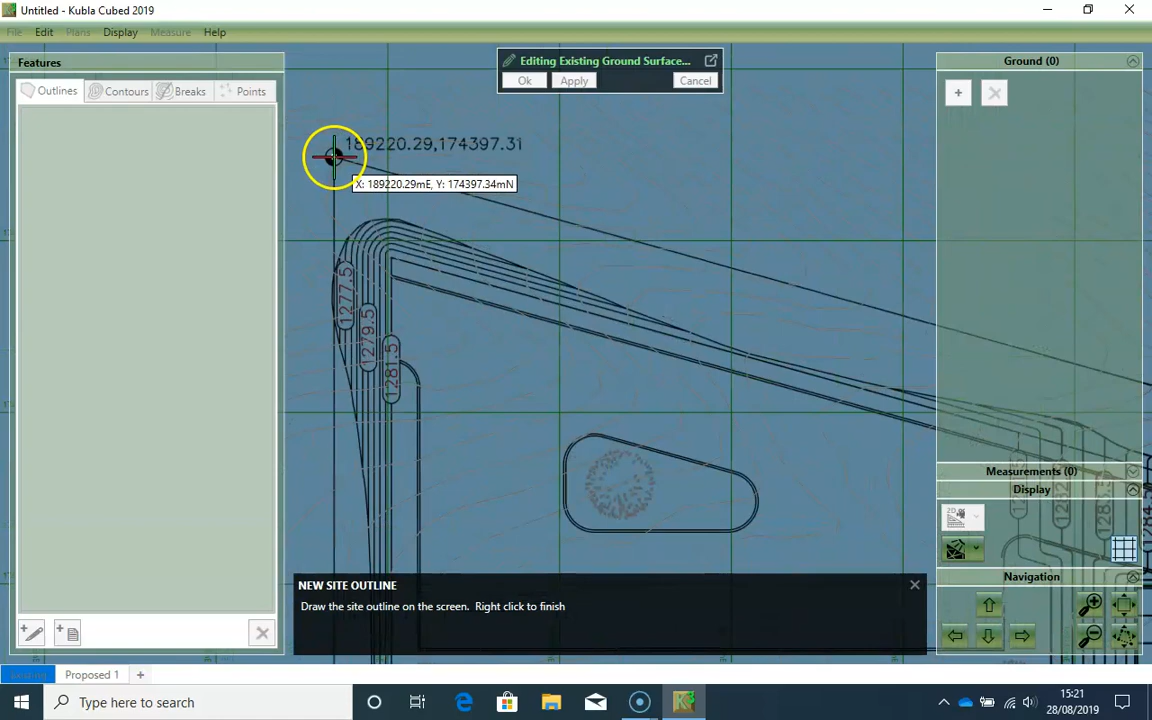 Untitled - Kubla Cubed 2019
File Edit Plans Display Measure Help
Features
Outlines Contours Breaks Points
Editing Existing Ground Surface...
Ok Apply Cancel
Ground (0)
189220.29,174397.31
X: 189220.29mE, Y: 174397.34mN
1277.5
1279.5
1281.5
Measurements (0)
Display
2D
Navigation
NEW SITE OUTLINE
Draw the site outline on the screen. Right click to finish
Existing Proposed 1
Type here to search
15:21
28/08/2019